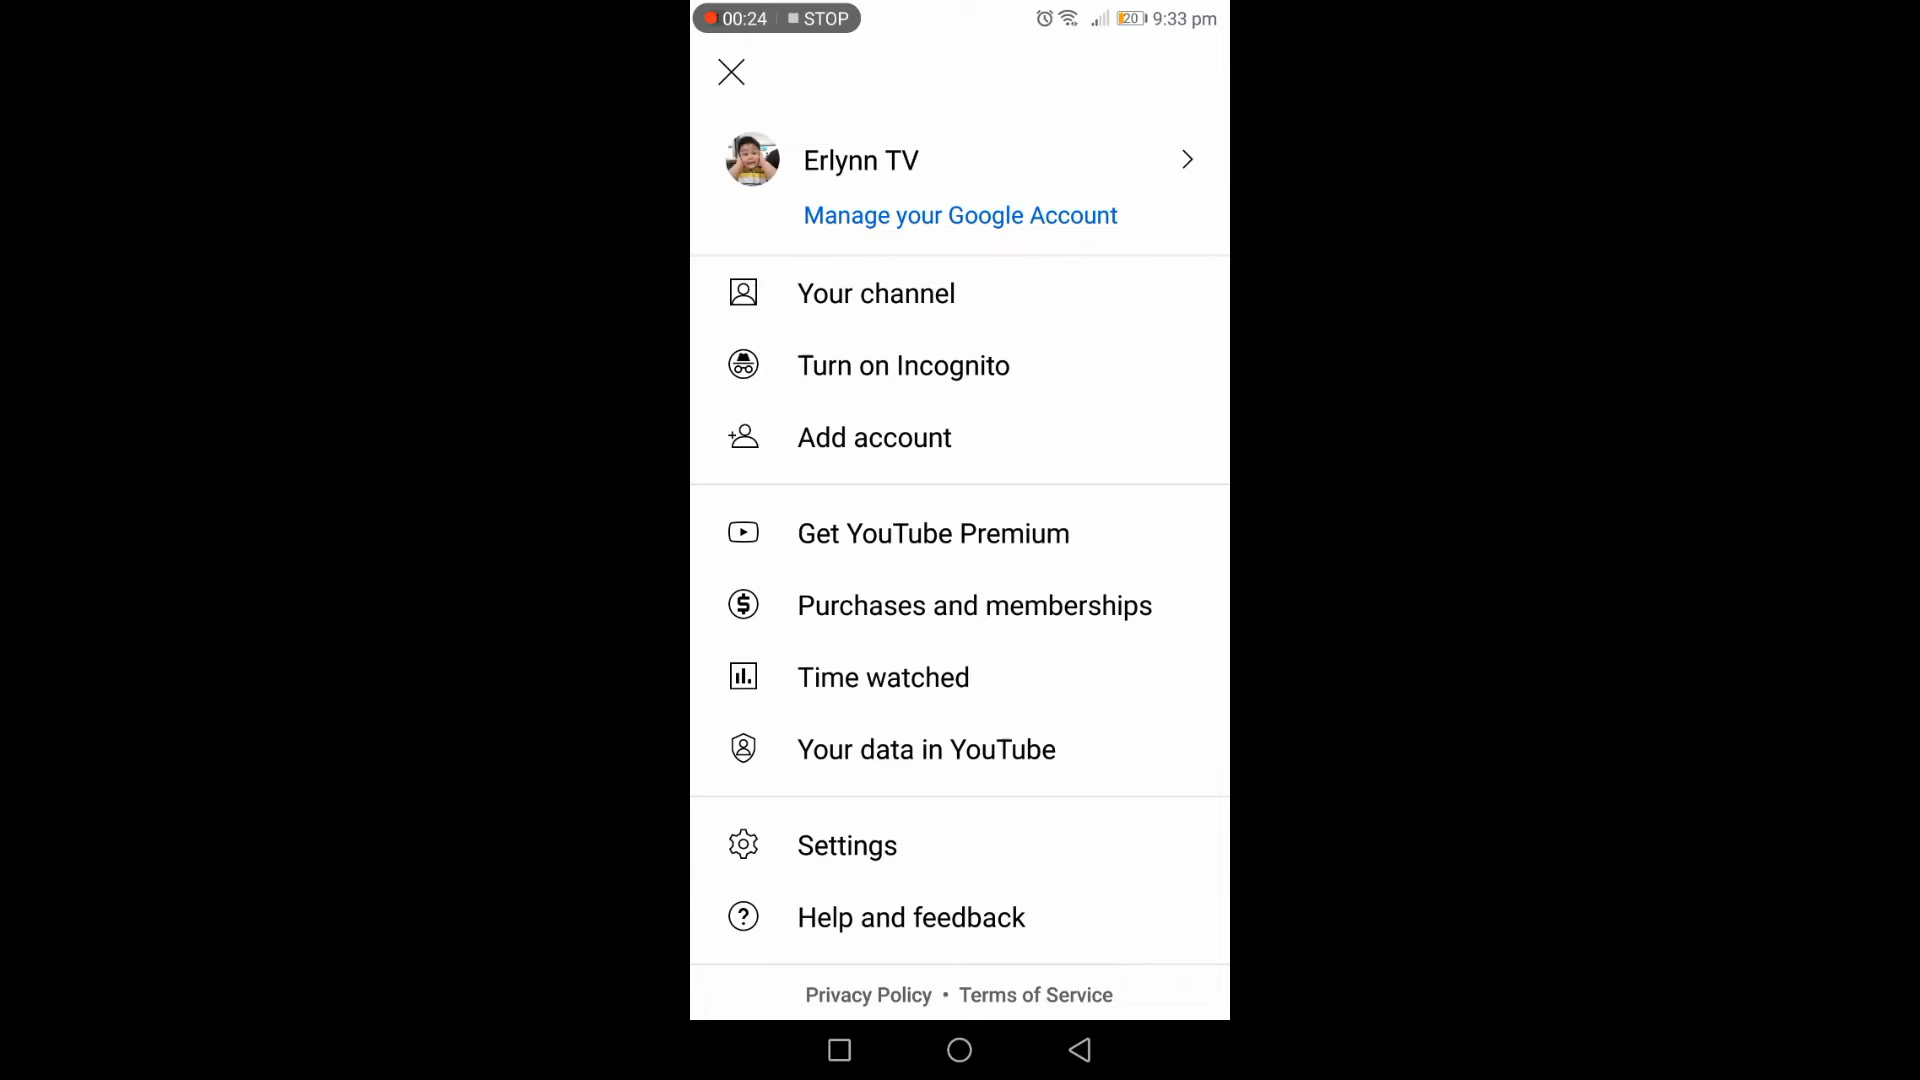 00:24 STOP 20 9:33 pm
Erlynn TV
Manage your Google Account
Your channel
Turn on Incognito
Add account
Get YouTube Premium
Purchases and memberships
Time watched
Your data in YouTube
Settings
Help and feedback
Privacy Policy • Terms of Service